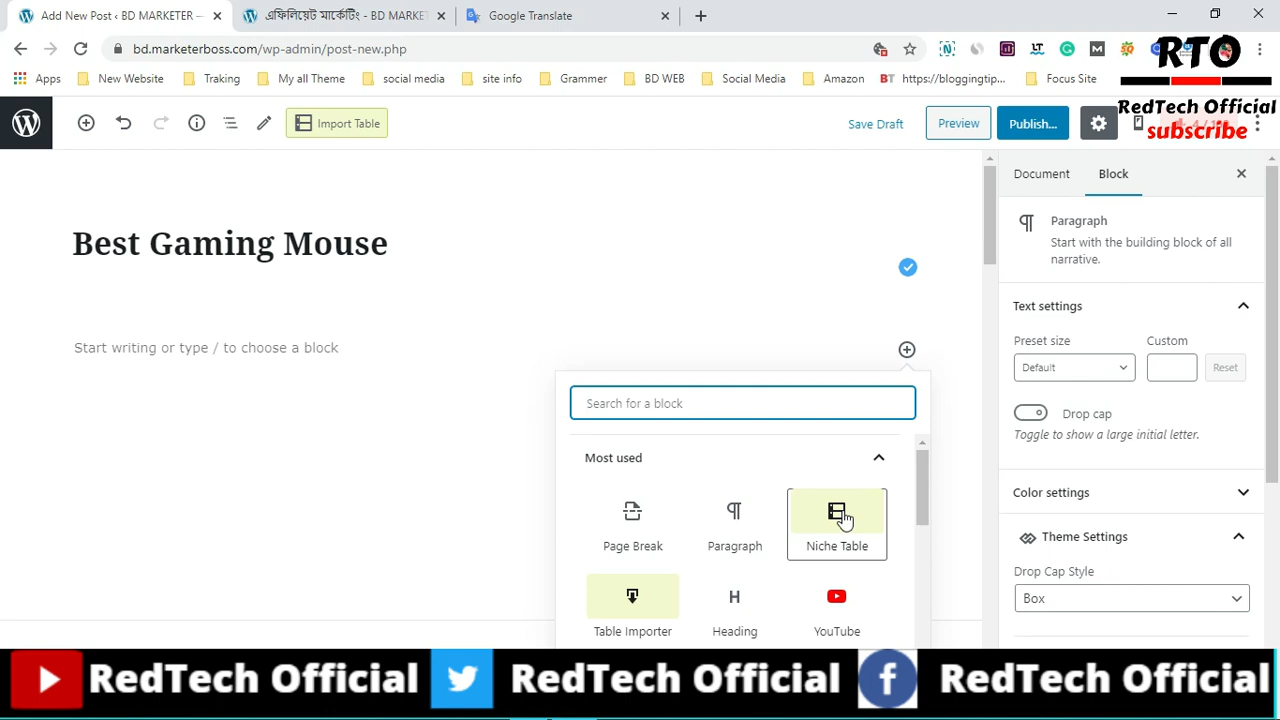 Add New Post ‹ BD MARKETER —
এফিলিয়েট মার্কেটিং - BD MARKET
Google Translate
bd.marketerboss.com/wp-admin/post-new.php
RTO
Apps
New Website
Traking
My all Theme
social media
site info
Grammer
BD WEB
Social Media
Amazon
BT https://bloggingtip...
Focus Site
RedTech Official
subscribe
Import Table
Save Draft
Preview
Publish...
Document
Block
Best Gaming Mouse
Paragraph
Start with the building block of all
narrative.
Text settings
Start writing or type / to choose a block
Preset size
Custom
Default
Reset
Search for a block
Drop cap
Toggle to show a large initial letter.
Most used
Color settings
Page Break
Paragraph
Niche Table
Theme Settings
Drop Cap Style
Box
Table Importer
H
Heading
YouTube
RedTech Official
RedTech Official
RedTech Official